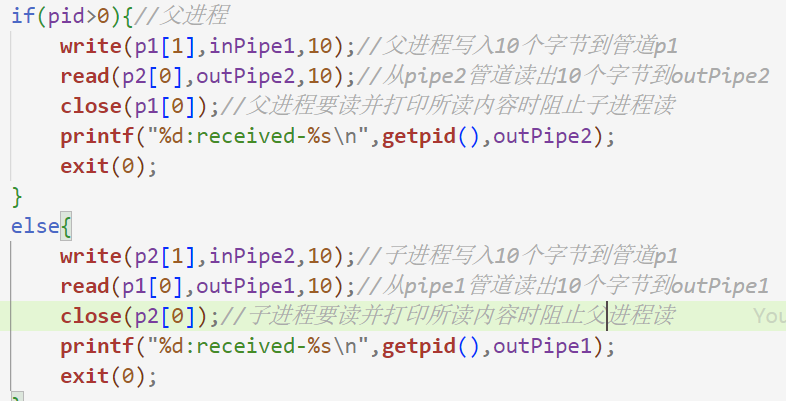 if(pid>0){//父进程
write(p1[1],inPipe1,10);//父进程写入10个字节到管道p1
read(p2[0],outPipe2,10);//从pipe2管道读出10个字节到outPipe2
close(p1[0]);//父进程要读并打印所读内容时阻止子进程读
printf("%d:received-%s\n",getpid(),outPipe2);
exit(0);
}
else{
write(p2[1],inPipe2,10);//子进程写入10个字节到管道p1
read(p1[0],outPipe1,10);//从pipe1管道读出10个字节到outPipe1
close(p2[0]);//子进程要读并打印所读内容时阻止父进程读 You
printf("%d:received-%s\n",getpid(),outPipe1);
exit(0);
}